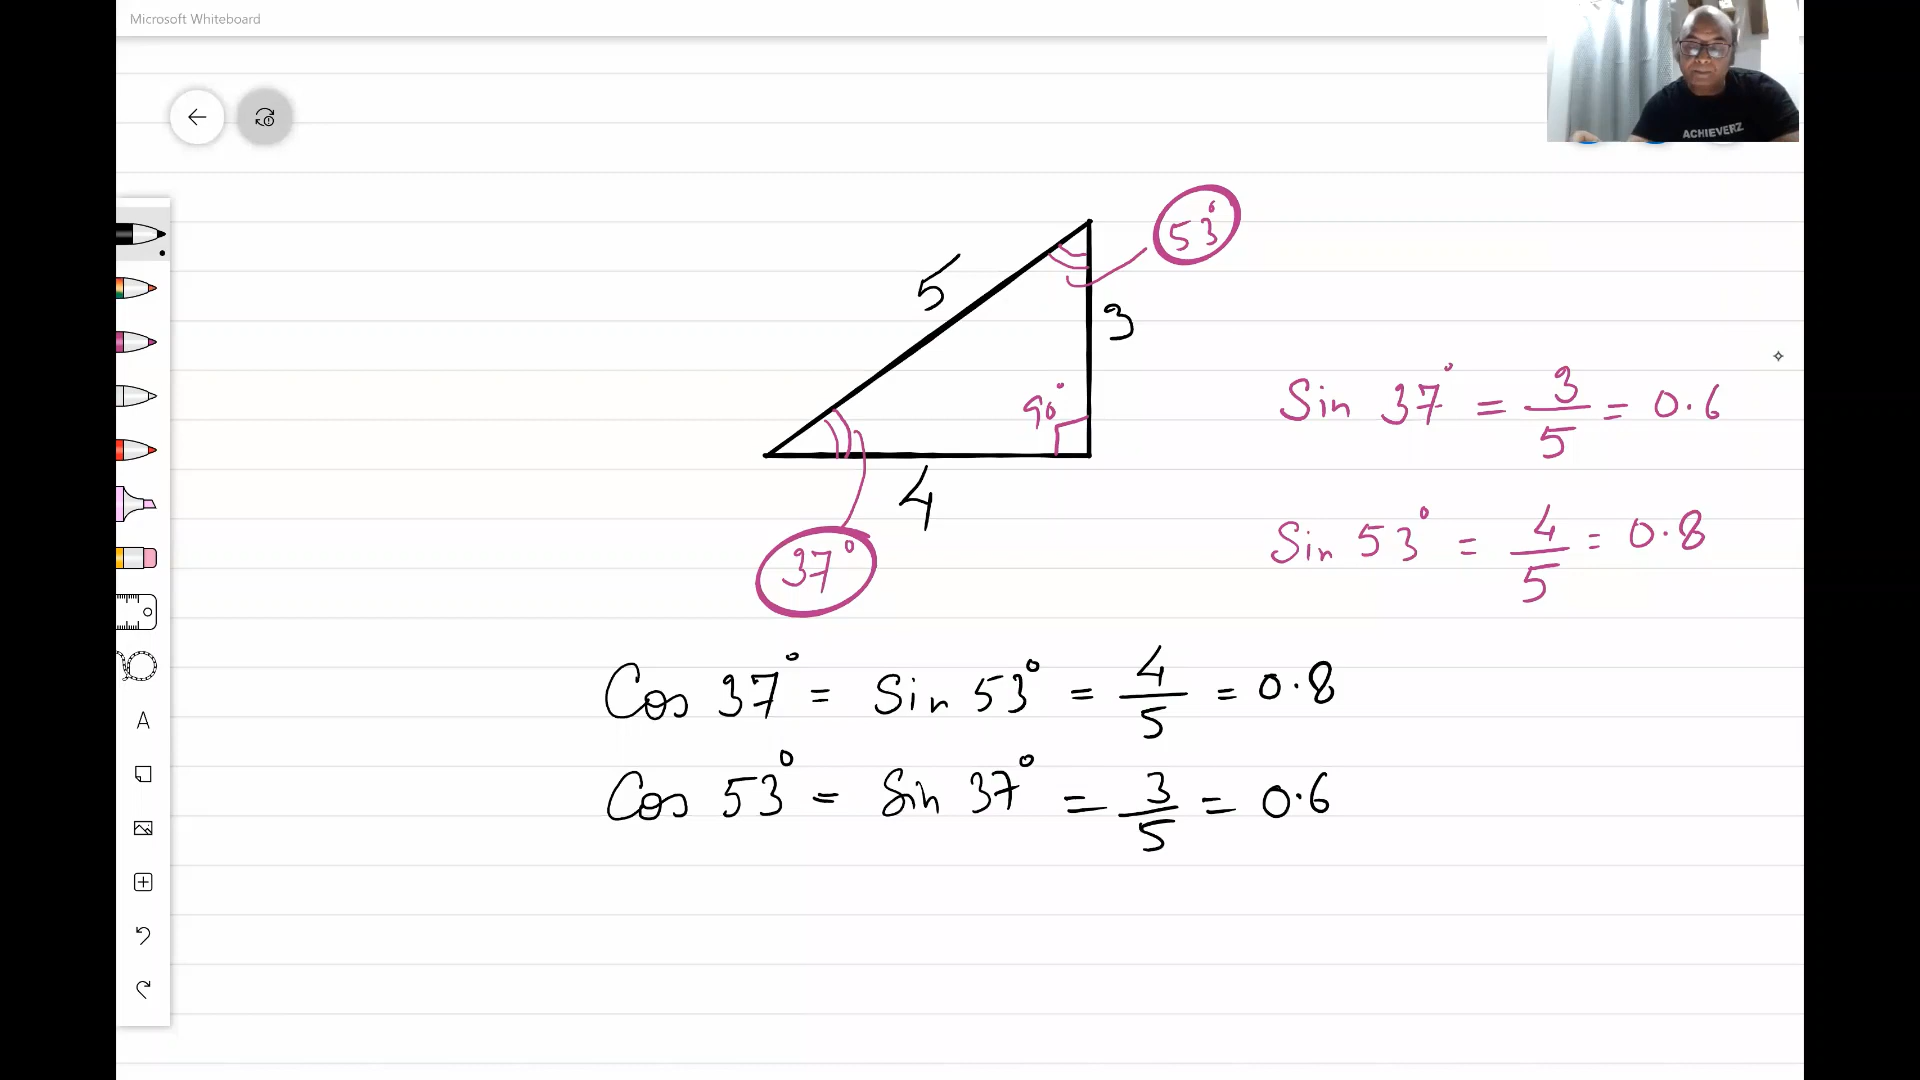 Microsoft Whiteboard
ACHIEVERZ
53°
5
3
90°
Sin 37° = 3/5 = 0.6
4
Sin 53° = 4/5 = 0.8
37°
Cos 37° = Sin 53° = 4/5 = 0.8
A
Cos 53° = Sin 37° = 3/5 = 0.6